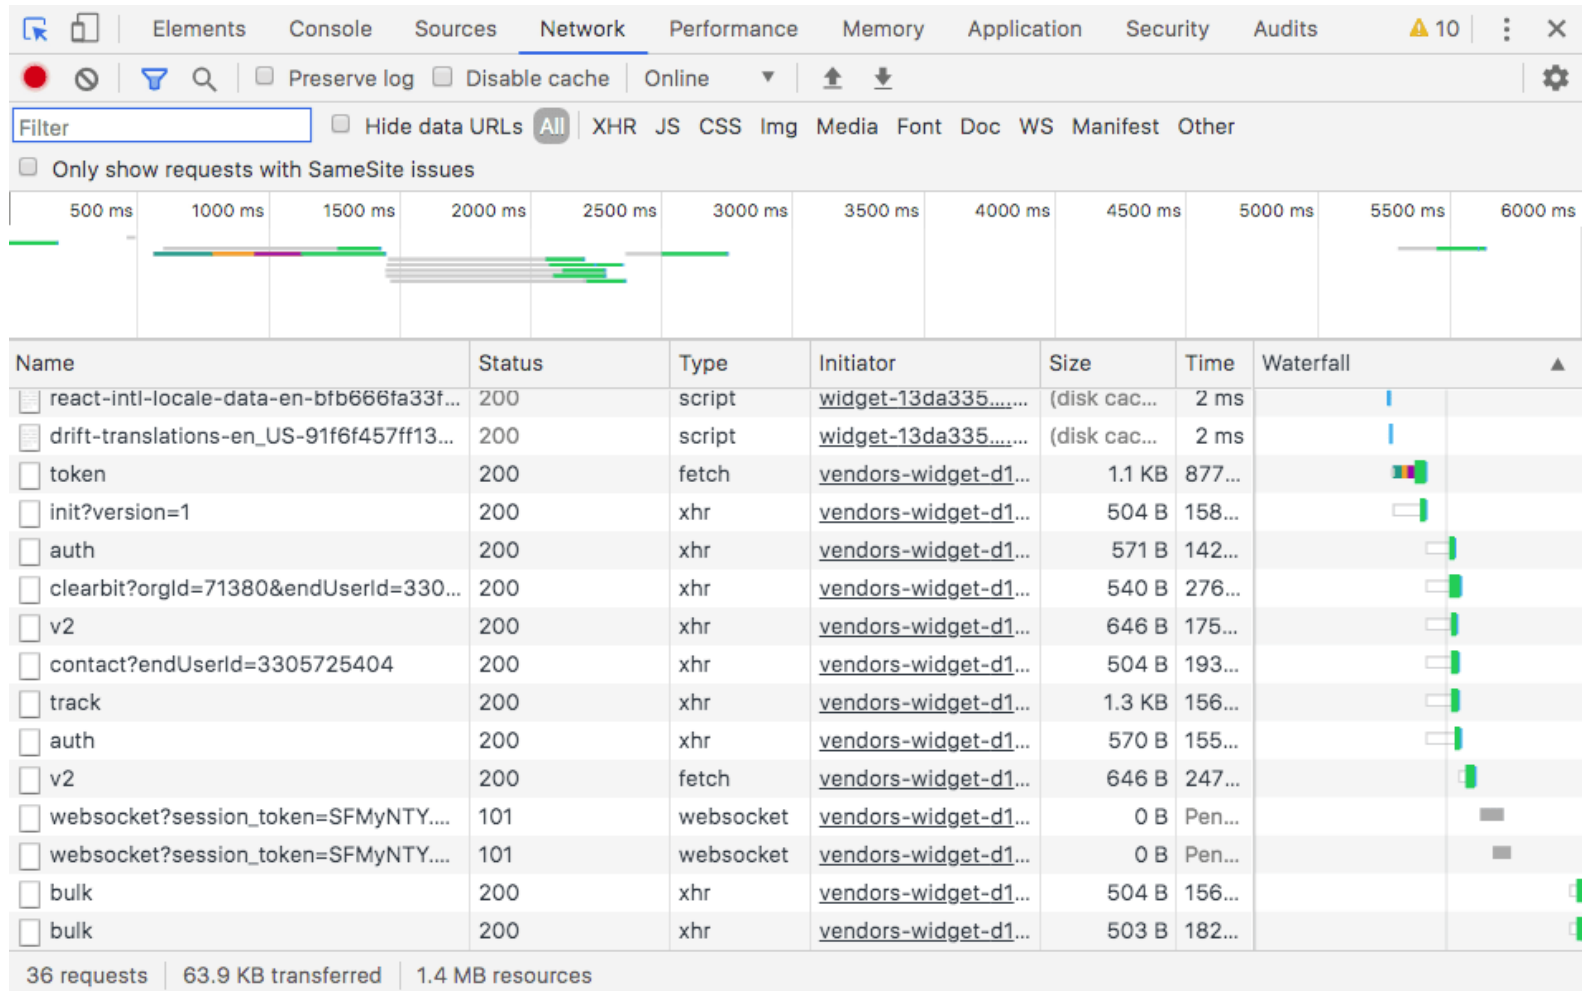 Elements Console Sources Network Performance Memory Application Security Audits 10
Preserve log Disable cache Online
Filter Hide data URLs All XHR JS CSS Img Media Font Doc WS Manifest Other
Only show requests with SameSite issues
500 ms 1000 ms 1500 ms 2000 ms 2500 ms 3000 ms 3500 ms 4000 ms 4500 ms 5000 ms 5500 ms 6000 ms
Name Status Type Initiator Size Time Waterfall
react-intl-locale-data-en-bfb666fa33f... 200 script widget-13da335....... (disk cac... 2 ms
drift-translations-en_US-91f6f457ff13... 200 script widget-13da335....... (disk cac... 2 ms
token 200 fetch vendors-widget-d1... 1.1 KB 877...
init?version=1 200 xhr vendors-widget-d1... 504 B 158...
auth 200 xhr vendors-widget-d1... 571 B 142...
clearbit?orgId=71380&endUserId=330... 200 xhr vendors-widget-d1... 540 B 276...
v2 200 xhr vendors-widget-d1... 646 B 175...
contact?endUserId=3305725404 200 xhr vendors-widget-d1... 504 B 193...
track 200 xhr vendors-widget-d1... 1.3 KB 156...
auth 200 xhr vendors-widget-d1... 570 B 155...
v2 200 fetch vendors-widget-d1... 646 B 247...
websocket?session_token=SFMyNTY.... 101 websocket vendors-widget-d1... 0 B Pen...
websocket?session_token=SFMyNTY.... 101 websocket vendors-widget-d1... 0 B Pen...
bulk 200 xhr vendors-widget-d1... 504 B 156...
bulk 200 xhr vendors-widget-d1... 503 B 182...
36 requests 63.9 KB transferred 1.4 MB resources